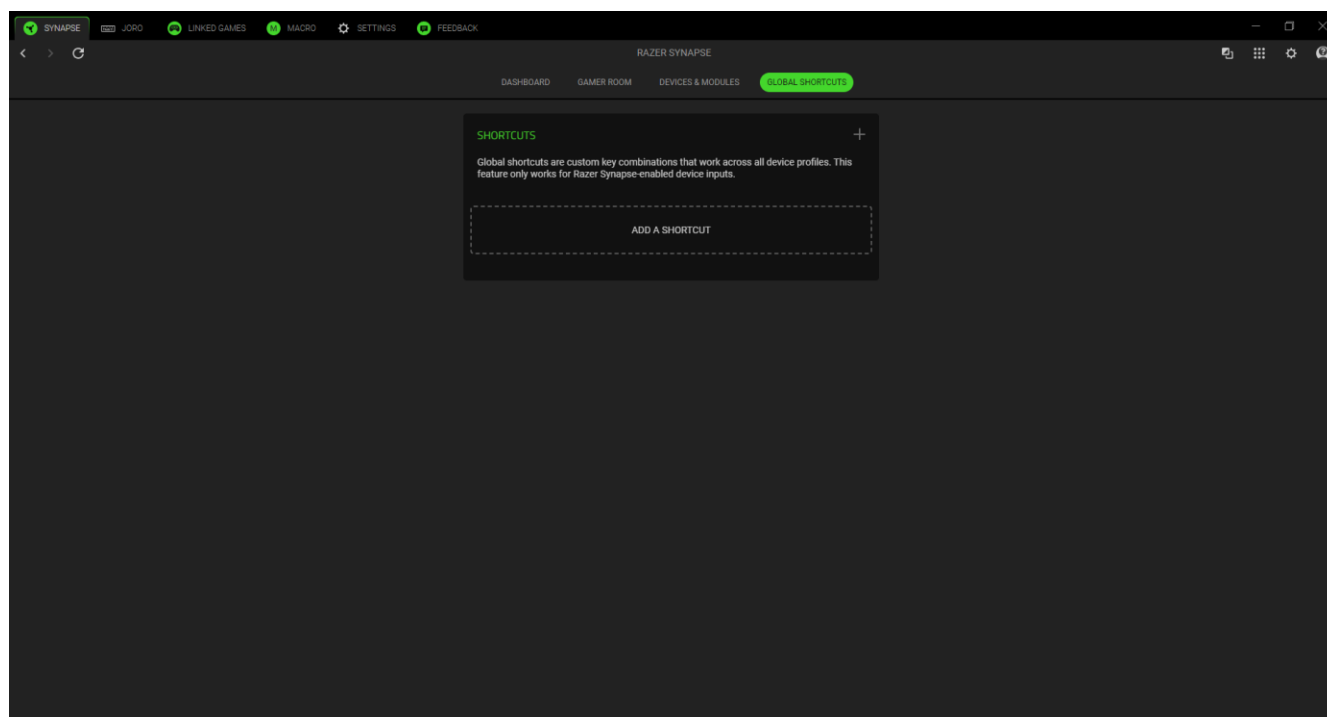 SYNAPSE JORO LINKED GAMES M MACRO SETTINGS FEEDBACK
RAZER SYNAPSE
DASHBOARD GAMER ROOM DEVICES & MODULES GLOBAL SHORTCUTS
SHORTCUTS
Global shortcuts are custom key combinations that work across all device profiles. This
feature only works for Razer Synapse-enabled device inputs.
ADD A SHORTCUT